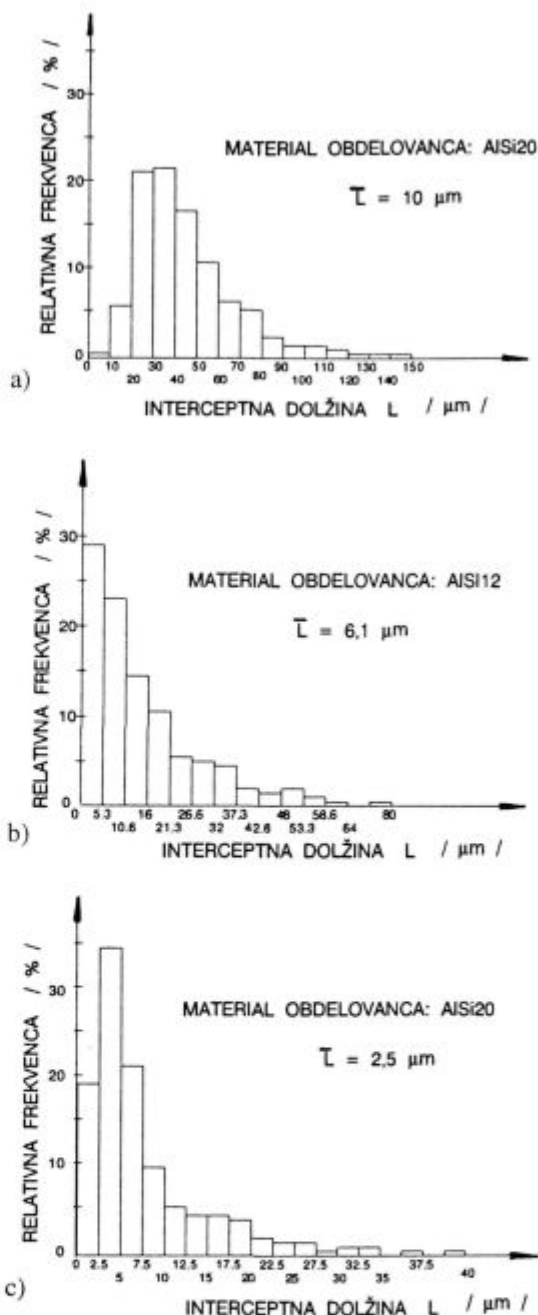 RELATIVNA FREKVENCA / % /
30
20
10
0
MATERIAL OBDELOVANCA: AlSi20
L̅ = 10 µm
0 10 30 50 70 90 110 130 150
20 40 60 80 100 120 140
a)
INTERCEPTNA DOLŽINA L / µm /
RELATIVNA FREKVENCA / % /
30
20
10
0
MATERIAL OBDELOVANCA: AlSI12
L̅ = 6,1 µm
0 5.3 16 26.6 37.3 48 58.6 80
10.6 21.3 32 42.6 53.3 64
b)
INTERCEPTNA DOLŽINA L / µm /
RELATIVNA FREKVENCA / % /
30
20
10
0
MATERIAL OBDELOVANCA: AlSi20
L̅ = 2,5 µm
0 2.5 7.5 12.5 17.5 22.5 27.5 32.5 37.5
5 10 15 20 25 30 35 40
c)
INTERCEPTNA DOLŽINA L / µm /